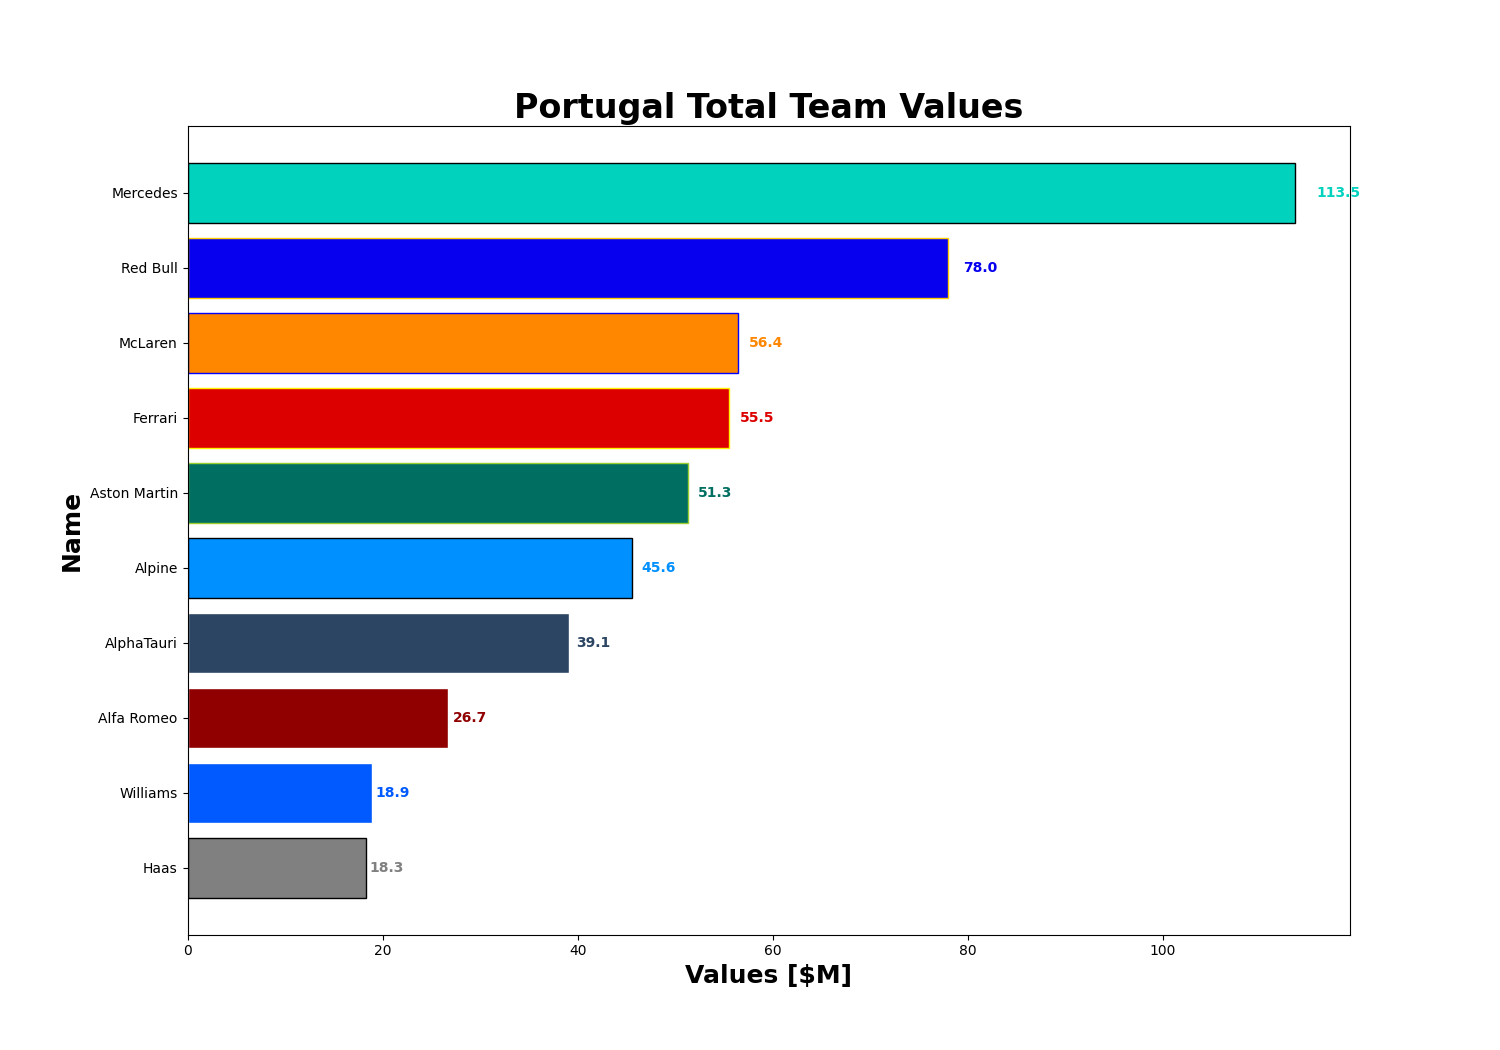 Portugal Total Team Values
Mercedes 113.5
Red Bull 78.0
McLaren 56.4
Ferrari 55.5
Aston Martin 51.3
Name
Alpine 45.6
AlphaTauri 39.1
Alfa Romeo 26.7
Williams 18.9
Haas 18.3
0 20 40 60 80 100
Values [$M]